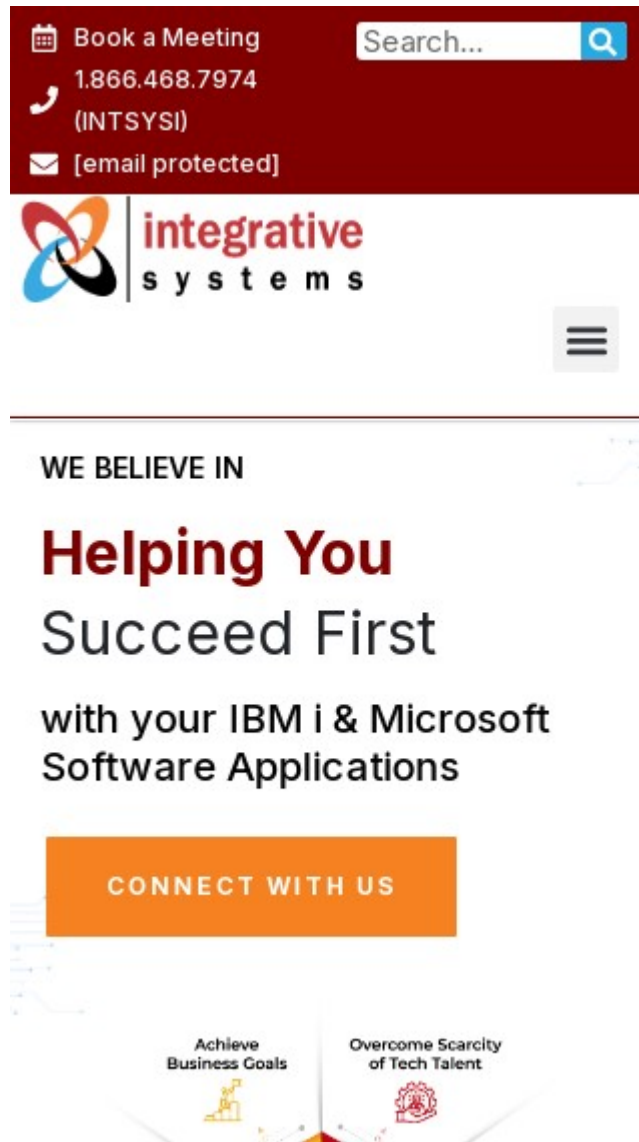 Book a Meeting
Search...
1.866.468.7974
(INTSYSI)
[email protected]
integrative
systems
WE BELIEVE IN
Helping You
Succeed First
with your IBM i & Microsoft
Software Applications
CONNECT WITH US
Achieve
Business Goals
Overcome Scarcity
of Tech Talent